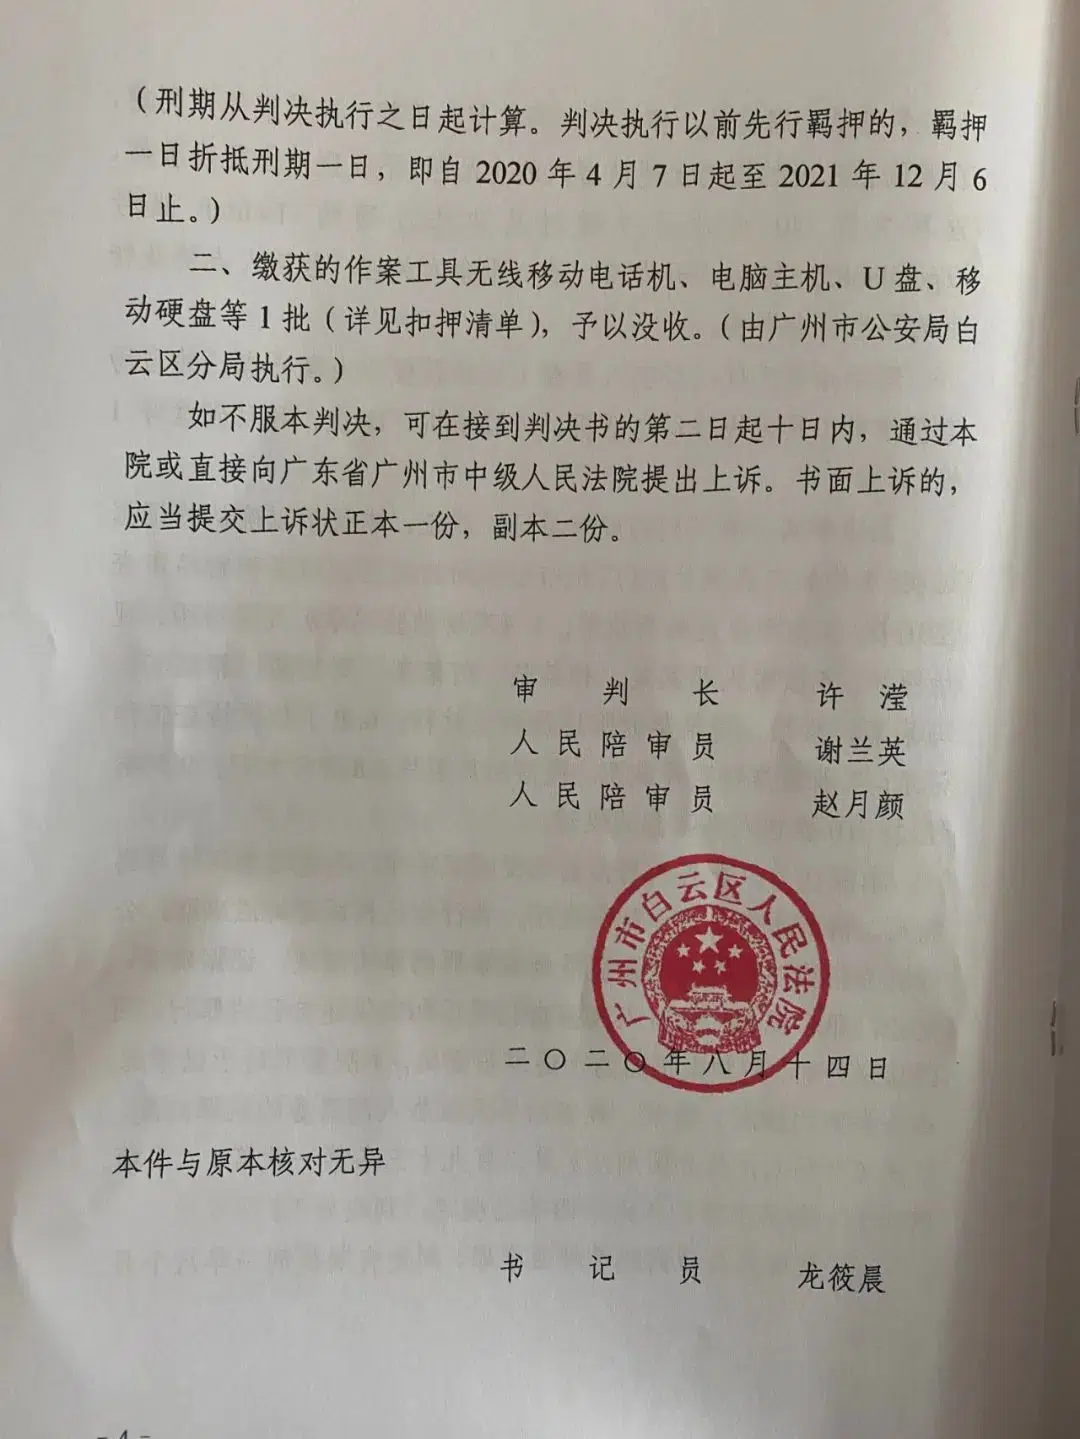 （刑期从判决执行之日起计算。判决执行以前先行羁押的，羁押
一日折抵刑期一日，即自 2020 年 4 月 7 日起至 2021 年 12 月 6
日止。）
二、缴获的作案工具无线移动电话机、电脑主机、U 盘、移
动硬盘等 1 批（详见扣押清单），予以没收。（由广州市公安局白
云区分局执行。）
如不服本判决，可在接到判决书的第二日起十日内，通过本
院或直接向广东省广州市中级人民法院提出上诉。书面上诉的，
应当提交上诉状正本一份，副本二份。
审 判 长 许 滢
人 民 陪 审 员 谢兰英
人 民 陪 审 员 赵月颜
广州市白云区人民法院
二〇二〇年八月十四日
本件与原本核对无异
书 记 员 龙筱晨
- 4 -